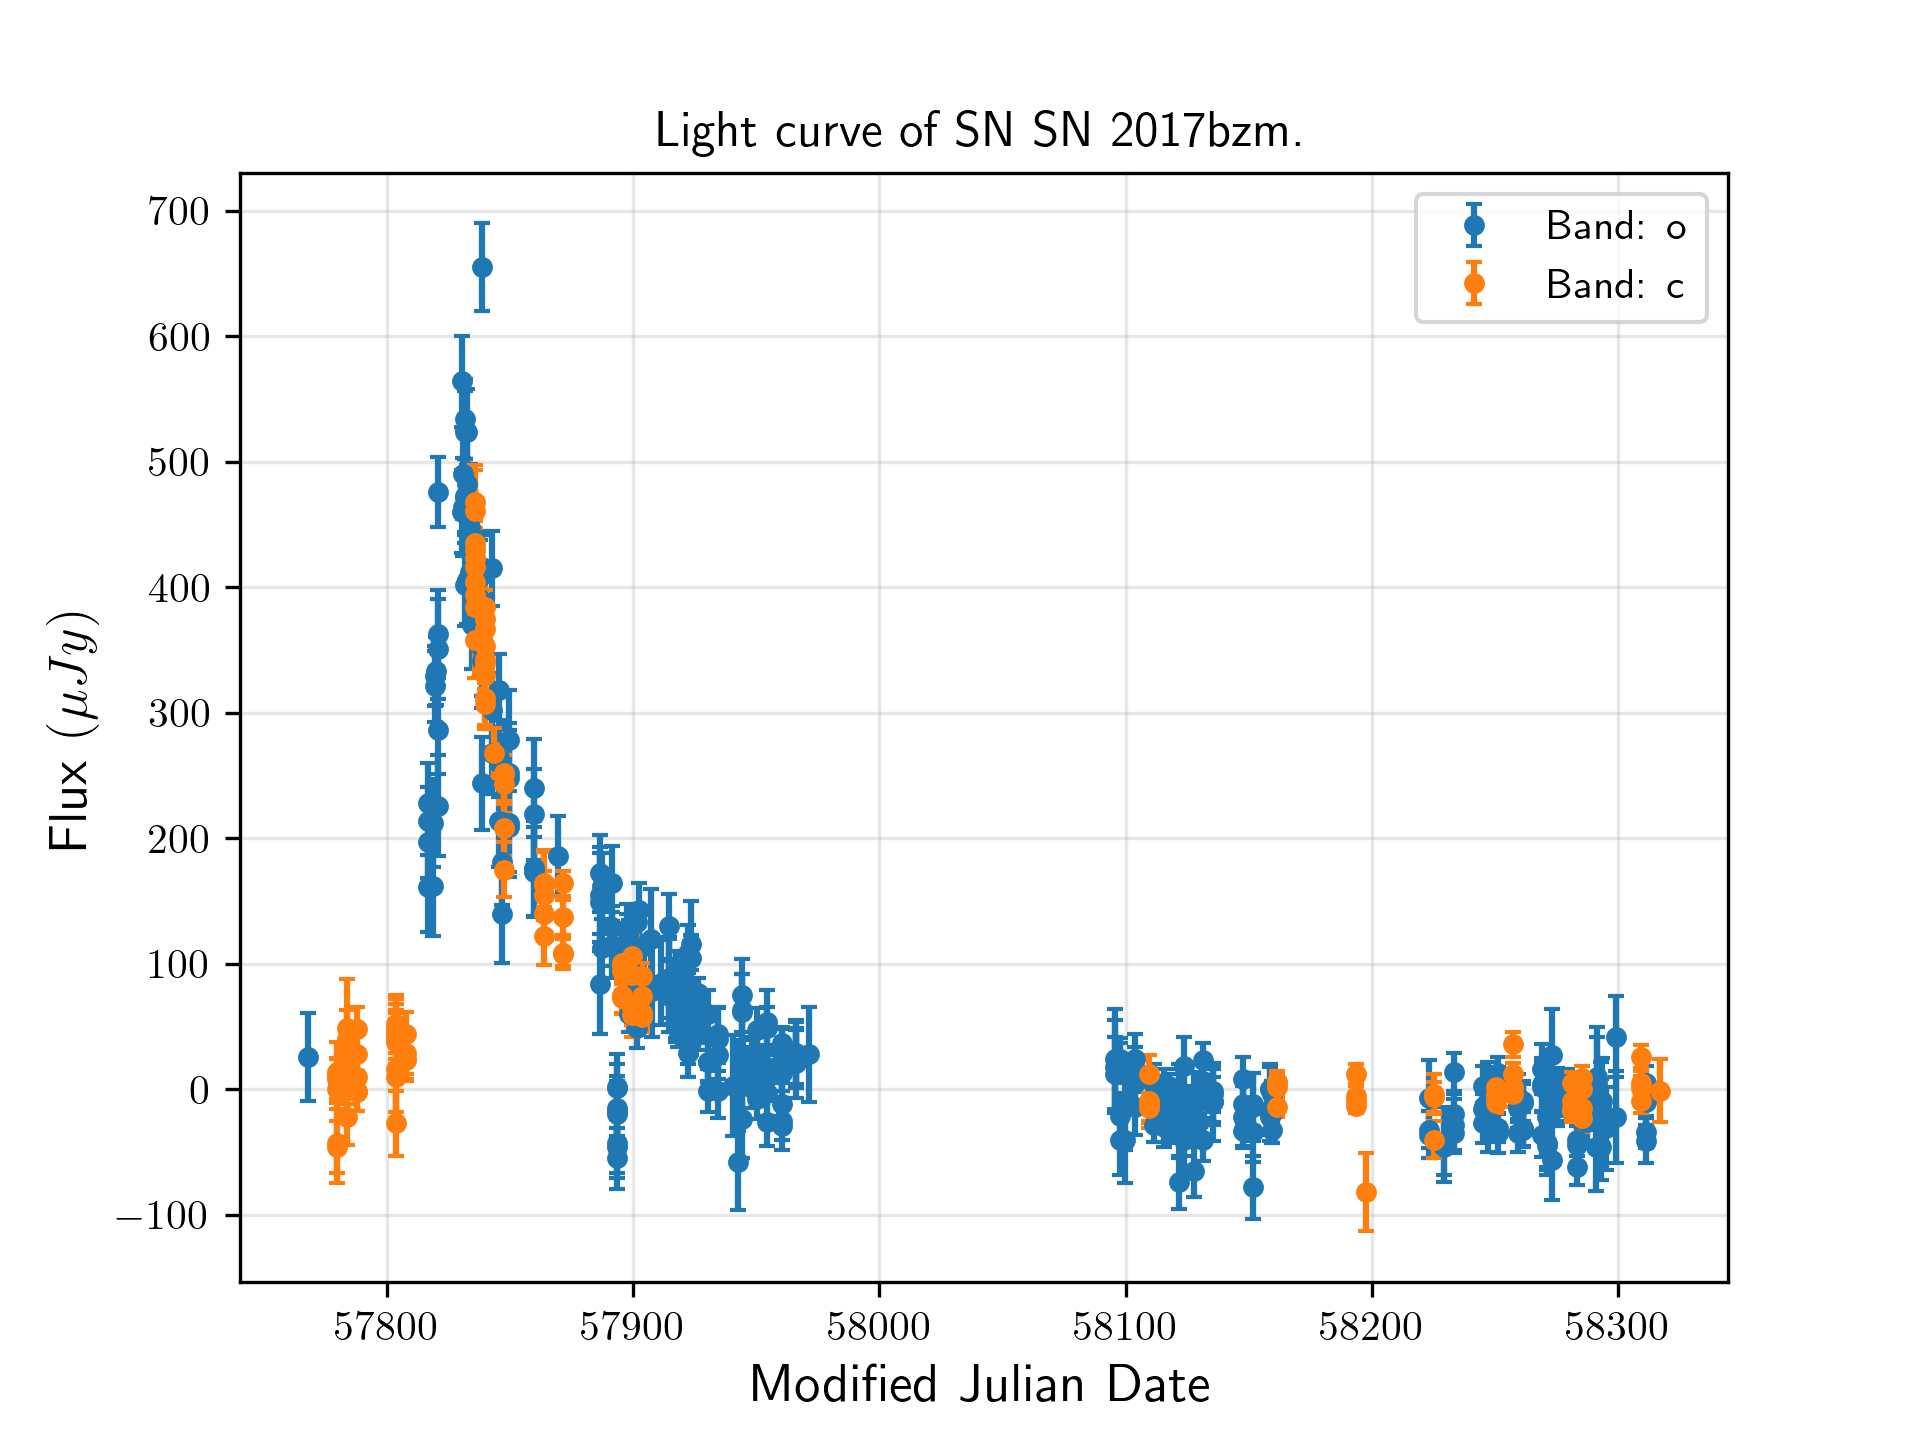 Light curve of SN SN 2017bzm.
700
600
500
400
300
200
100
0
−100
Flux (μJy)
Band: o
Band: c
57800 57900 58000 58100 58200 58300
Modified Julian Date